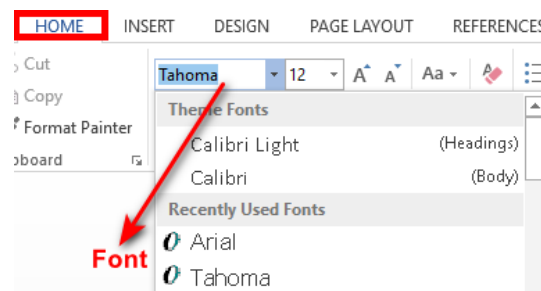 HOME INSERT DESIGN PAGE LAYOUT REFERENCES
Cut
Tahoma 12 A A Aa
Copy
Theme Fonts
Format Painter
Calibri Light (Headings)
Calibri (Body)
Recently Used Fonts
Arial
Font
Tahoma